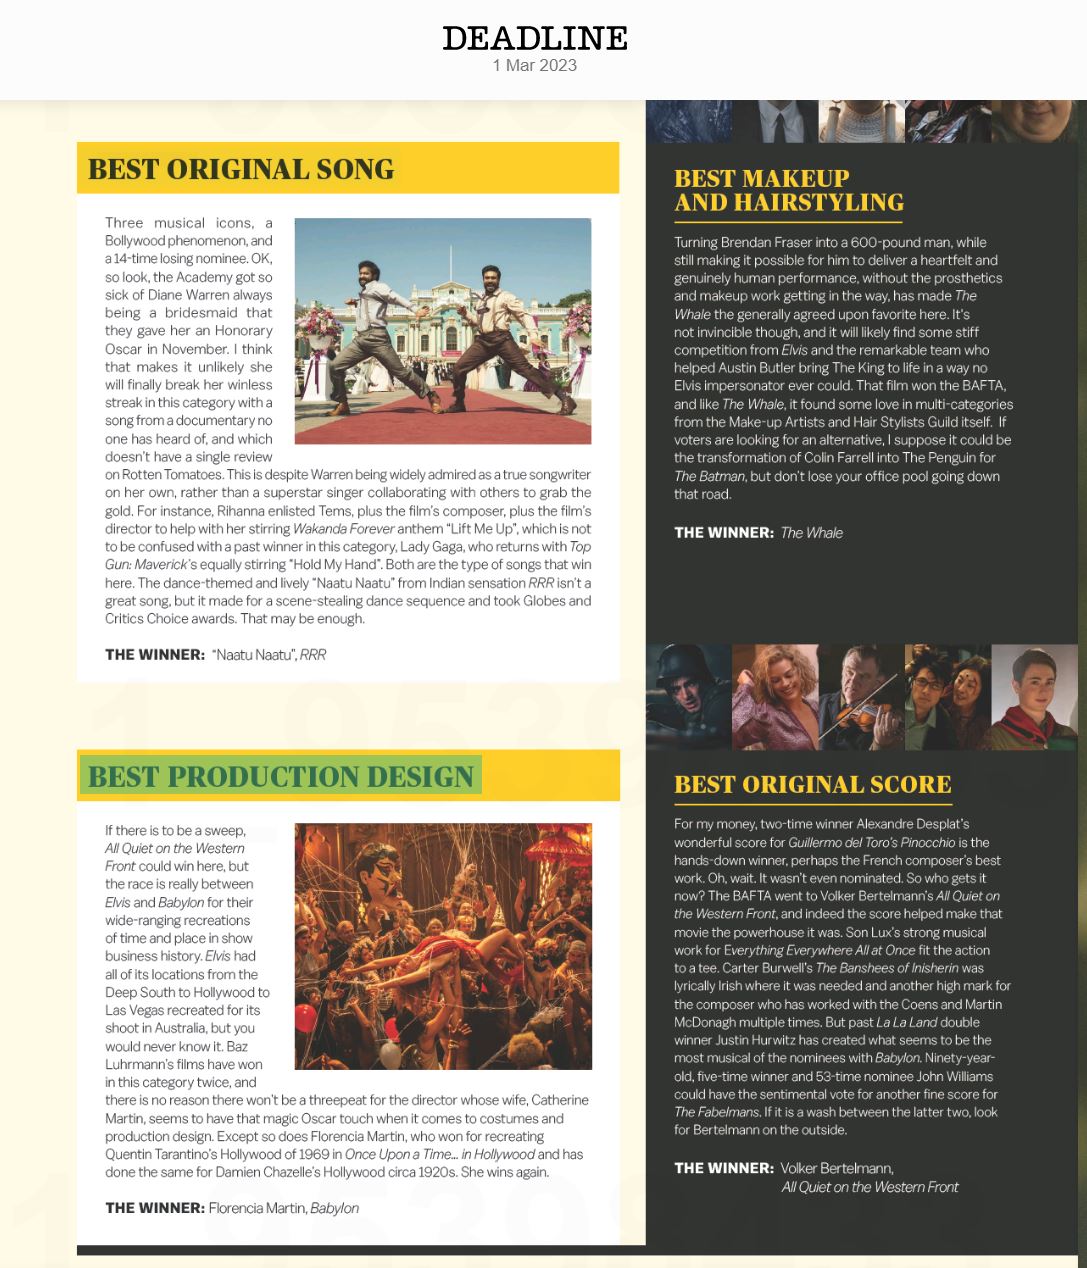 DEADLINE
1 Mar 2023
BEST ORIGINAL SONG
Three musical icons, a
Bollywood phenomenon, and
a 14-time losing nominee. OK,
so look, the Academy got so
sick of Diane Warren always
being a bridesmaid that
they gave her an Honorary
Oscar in November. I think
that makes it unlikely she
will finally break her winless
streak in this category with a
song from a documentary no
one has heard of, and which
doesn't have a single review
on Rotten Tomatoes. This is despite Warren being widely admired as a true songwriter
on her own, rather than a superstar singer collaborating with others to grab the
gold. For instance, Rihanna enlisted Tems, plus the film's composer, plus the film's
director to help with her stirring Wakanda Forever anthem “Lift Me Up”, which is not
to be confused with a past winner in this category, Lady Gaga, who returns with Top
Gun: Maverick's equally stirring “Hold My Hand”. Both are the type of songs that win
here. The dance-themed and lively “Naatu Naatu” from Indian sensation RRR isn't a
great song, but it made for a scene-stealing dance sequence and took Globes and
Critics Choice awards. That may be enough.
THE WINNER: “Naatu Naatu”, RRR
BEST PRODUCTION DESIGN
If there is to be a sweep,
All Quiet on the Western
Front could win here, but
the race is really between
Elvis and Babylon for their
wide-ranging recreations
of time and place in show
business history. Elvis had
all of its locations from the
Deep South to Hollywood to
Las Vegas recreated for its
shoot in Australia, but you
would never know it. Baz
Luhrmann's films have won
in this category twice, and
there is no reason there won't be a threepeat for the director whose wife, Catherine
Martin, seems to have that magic Oscar touch when it comes to costumes and
production design. Except so does Florencia Martin, who won for recreating
Quentin Tarantino's Hollywood of 1969 in Once Upon a Time... in Hollywood and has
done the same for Damien Chazelle's Hollywood circa 1920s. She wins again.
THE WINNER: Florencia Martin, Babylon
BEST MAKEUP
AND HAIRSTYLING
Turning Brendan Fraser into a 600-pound man, while
still making it possible for him to deliver a heartfelt and
genuinely human performance, without the prosthetics
and makeup work getting in the way, has made The
Whale the generally agreed upon favorite here. It's
not invincible though, and it will likely find some stiff
competition from Elvis and the remarkable team who
helped Austin Butler bring The King to life in a way no
Elvis impersonator ever could. That film won the BAFTA,
and like The Whale, it found some love in multi-categories
from the Make-up Artists and Hair Stylists Guild itself. If
voters are looking for an alternative, I suppose it could be
the transformation of Colin Farrell into The Penguin for
The Batman, but don't lose your office pool going down
that road.
THE WINNER: The Whale
BEST ORIGINAL SCORE
For my money, two-time winner Alexandre Desplat's
wonderful score for Guillermo del Toro's Pinocchio is the
hands-down winner, perhaps the French composer's best
work. Oh, wait. It wasn't even nominated. So who gets it
now? The BAFTA went to Volker Bertelmann's All Quiet on
the Western Front, and indeed the score helped make that
movie the powerhouse it was. Son Lux's strong musical
work for Everything Everywhere All at Once fit the action
to a tee. Carter Burwell's The Banshees of Inisherin was
lyrically Irish where it was needed and another high mark for
the composer who has worked with the Coens and Martin
McDonagh multiple times. But past La La Land double
winner Justin Hurwitz has created what seems to be the
most musical of the nominees with Babylon. Ninety-year-
old, five-time winner and 53-time nominee John Williams
could have the sentimental vote for another fine score for
The Fabelmans. If it is a wash between the latter two, look
for Bertelmann on the outside.
THE WINNER: Volker Bertelmann,
All Quiet on the Western Front